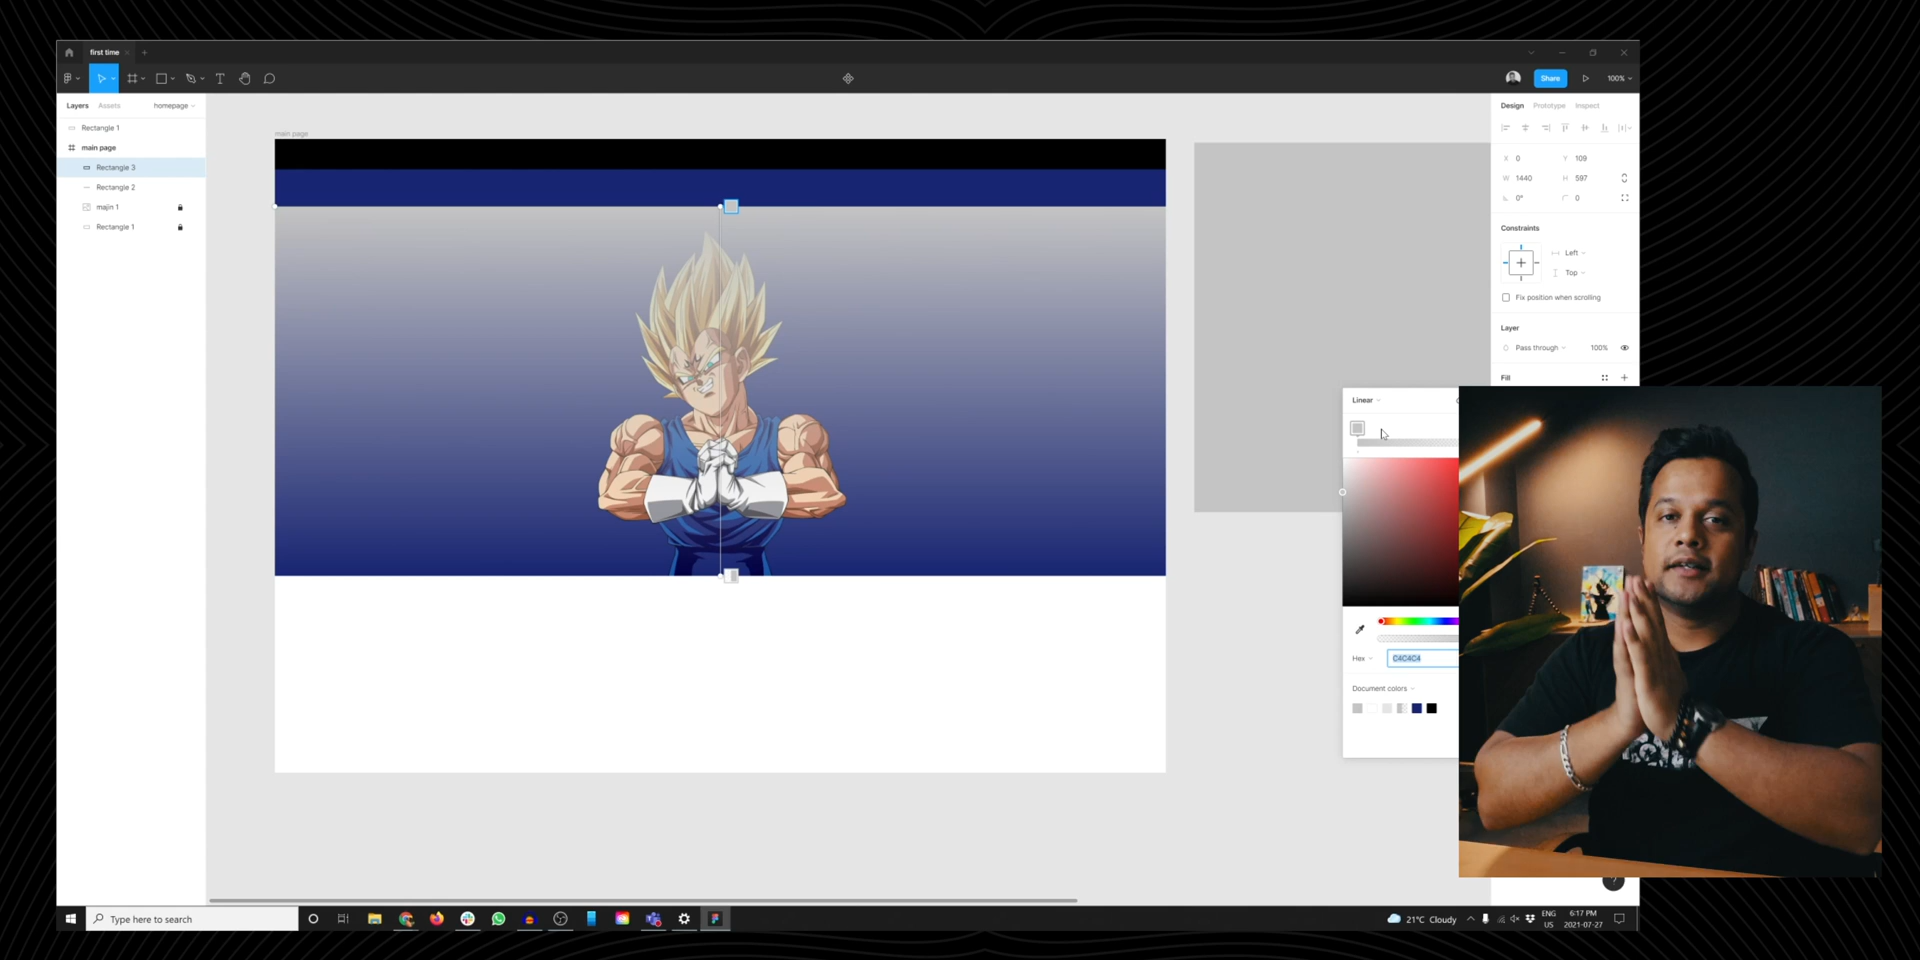 first time
Share
100%
Layers
Assets
homepage
Design
Prototype
Inspect
main page
Rectangle 1
main page
Rectangle 3
Rectangle 2
majin 1
Rectangle 1
X 0
Y 109
W 1440
H 597
0°
0
Constraints
Left
Top
Fix position when scrolling
Layer
Pass through
100%
Fill
Linear
Hex
C4C4C4
Document colors
Type here to search
21°C Cloudy
ENG
US
6:17 PM
2021-07-27